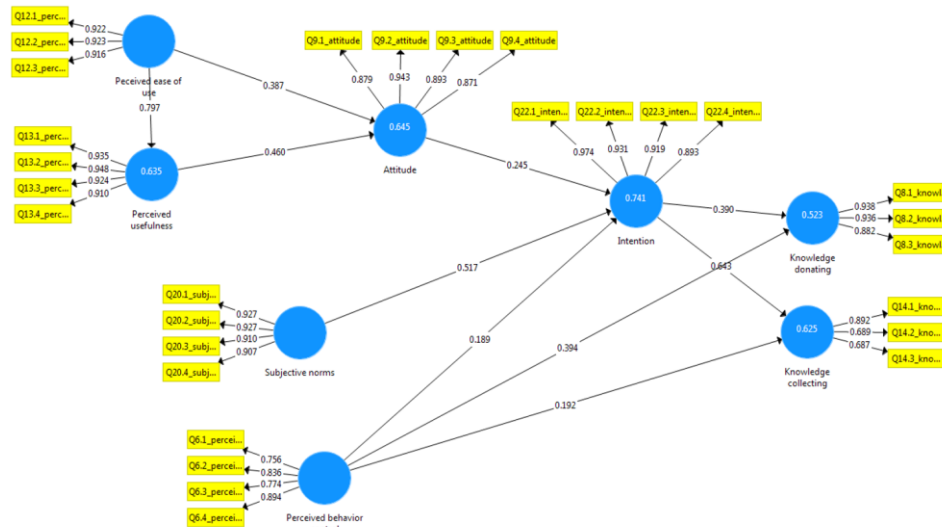 Q12.1_perc...
Q12.2_perc...
Q12.3_perc...
0.922
0.923
0.916
Pecived ease of
use
0.797
0.387
Q9.1_attitude
Q9.2_attitude
Q9.3_attitude
Q9.4_attitude
0.879
0.943
0.893
0.871
0.645
Attitude
Q13.1_perc...
Q13.2_perc...
Q13.3_perc...
Q13.4_perc...
0.935
0.948
0.924
0.910
0.635
Perceived
usefulness
0.460
0.245
Q22.1_inten...
Q22.2_inten...
Q22.3_inten...
Q22.4_inten...
0.974
0.931
0.919
0.893
0.741
Intention
0.390
0.643
0.523
Knowledge
donating
Q8.1_knowl
Q8.2_knowl
Q8.3_knowl
0.938
0.936
0.882
Q20.1_subj...
Q20.2_subj...
Q20.3_subj...
Q20.4_subj...
0.927
0.927
0.910
0.907
Subjective norms
0.517
0.189
0.394
0.192
0.625
Knowledge
collecting
Q14.1_kno...
Q14.2_kno...
Q14.3_kno...
0.892
0.689
0.687
Q6.1_percei...
Q6.2_percei...
Q6.3_percei...
Q6.4_percei...
0.756
0.836
0.774
0.894
Perceived behavior